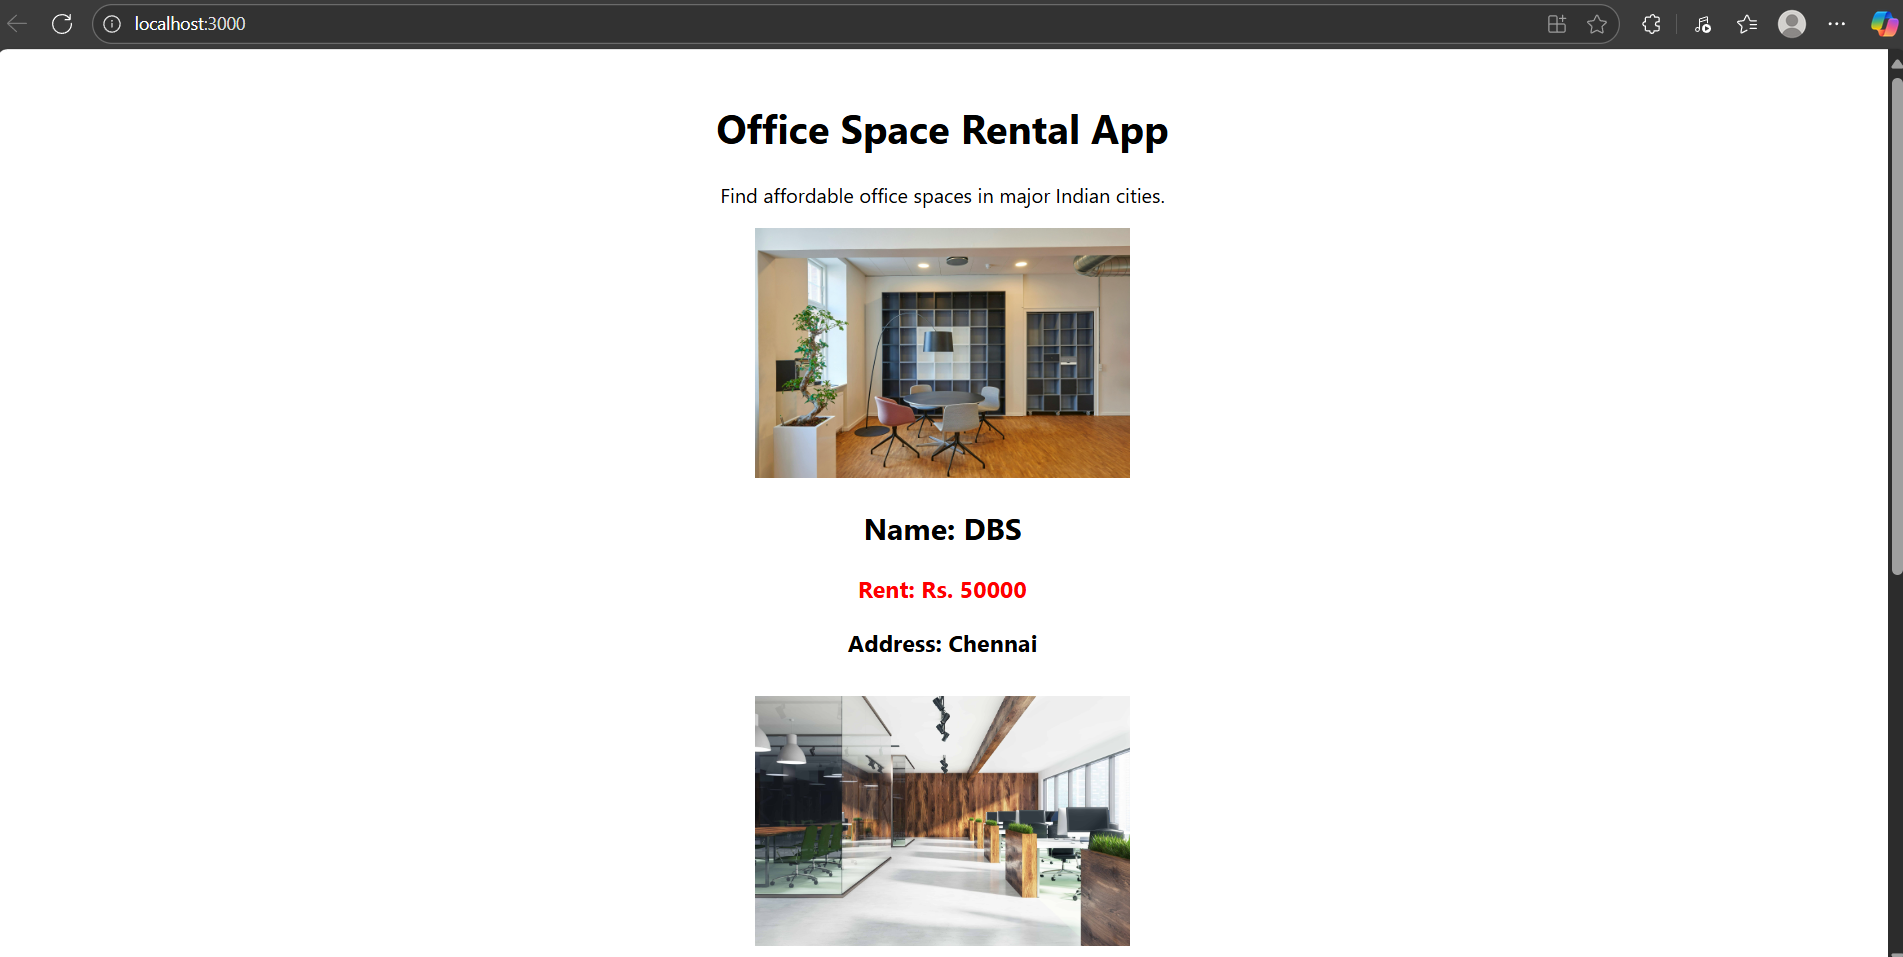 localhost:3000
Office Space Rental App
Find affordable office spaces in major Indian cities.
Name: DBS
Rent: Rs. 50000
Address: Chennai